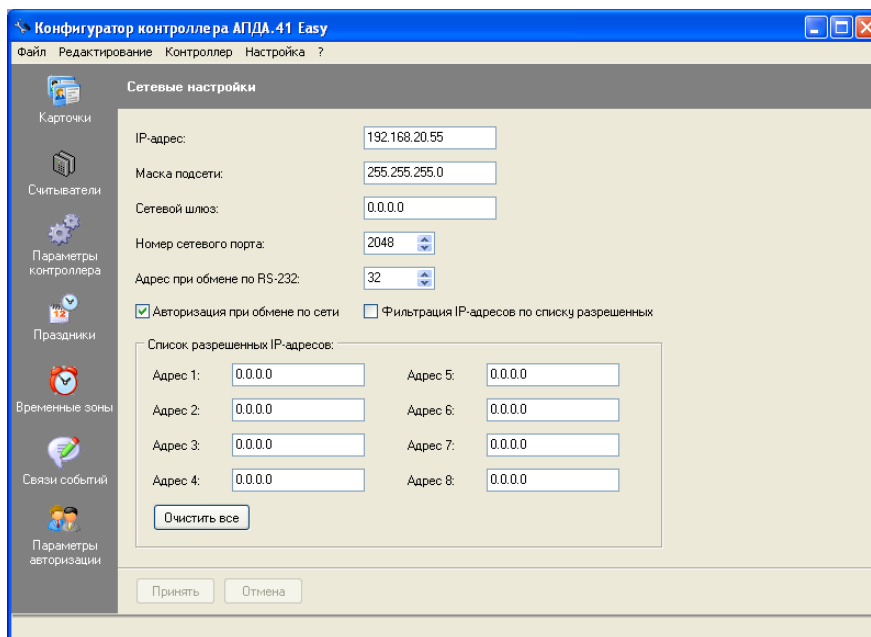 Конфигуратор контроллера АПДА.41 Easy
Файл Редактирование Контроллер Настройка ?
Карточки
Считыватели
Параметры
контроллера
Праздники
Временные зоны
Связи событий
Параметры
авторизации
Сетевые настройки
IP-адрес: 192.168.20.55
Маска подсети: 255.255.255.0
Сетевой шлюз: 0.0.0.0
Номер сетевого порта: 2048
Адрес при обмене по RS-232: 32
Авторизация при обмене по сети Фильтрация IP-адресов по списку разрешенных
Список разрешенных IP-адресов:
Адрес 1: 0.0.0.0 Адрес 5: 0.0.0.0
Адрес 2: 0.0.0.0 Адрес 6: 0.0.0.0
Адрес 3: 0.0.0.0 Адрес 7: 0.0.0.0
Адрес 4: 0.0.0.0 Адрес 8: 0.0.0.0
Очистить все
Принять Отмена